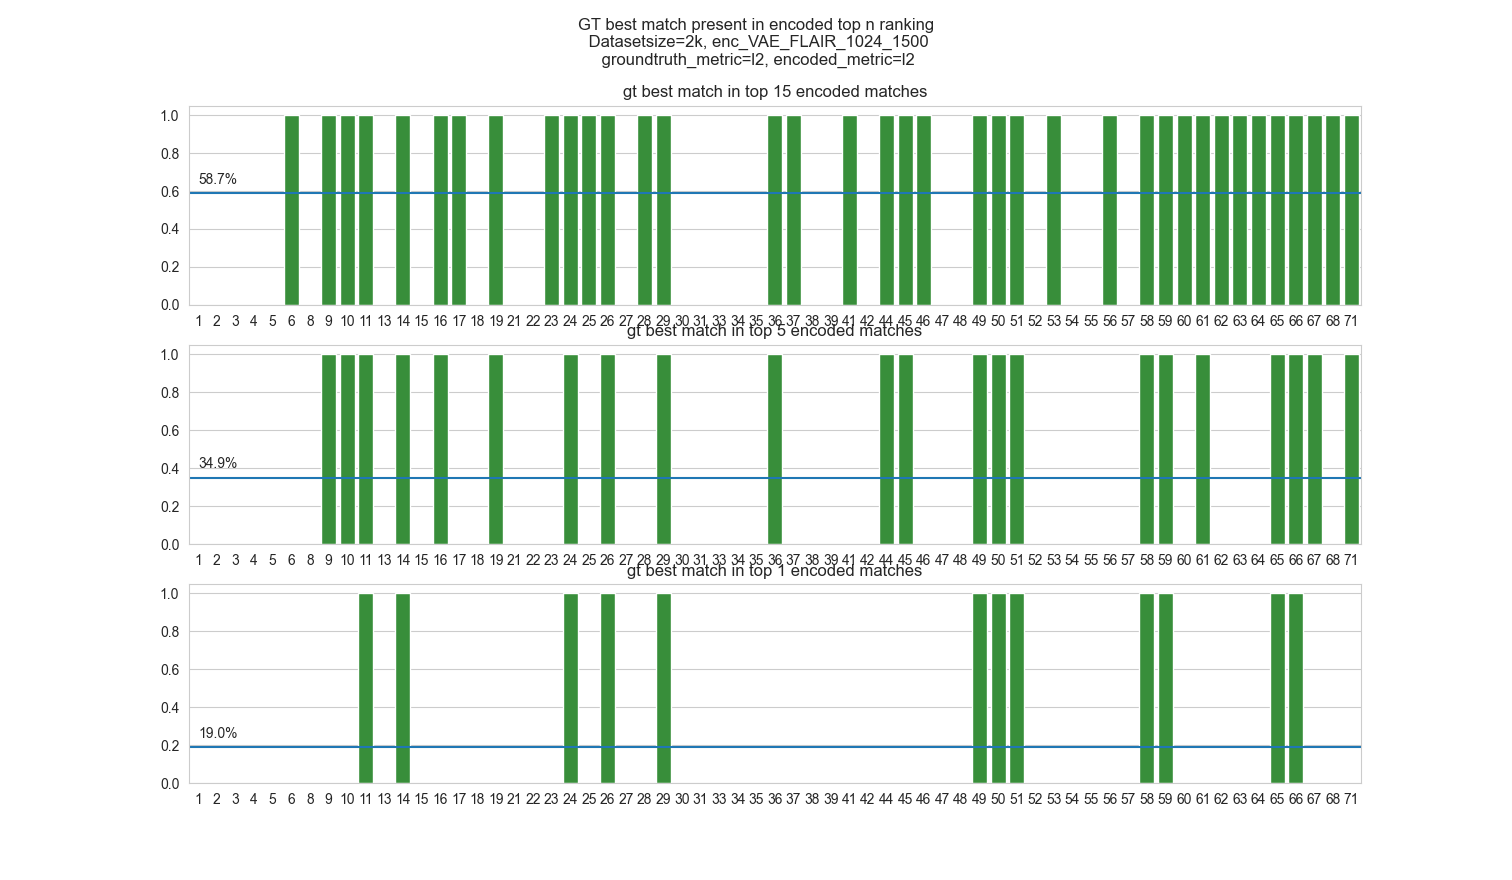 GT best match present in encoded top n ranking
Datasetsize=2k, enc_VAE_FLAIR_1024_1500
groundtruth_metric=l2, encoded_metric=l2
gt best match in top 15 encoded matches
1.0
0.8
0.6
0.4
0.2
0.0
58.7%
1 2 3 4 5 6 8 9 10 11 13 14 15 16 17 18 19 21 22 23 24 25 26 27 28 29 30 31 33 34 35 36 37 38 39 41 42 44 45 46 47 48 49 50 51 52 53 54 55 56 57 58 59 60 61 62 63 64 65 66 67 68 71
gt best match in top 5 encoded matches
1.0
0.8
0.6
0.4
0.2
0.0
34.9%
1 2 3 4 5 6 8 9 10 11 13 14 15 16 17 18 19 21 22 23 24 25 26 27 28 29 30 31 33 34 35 36 37 38 39 41 42 44 45 46 47 48 49 50 51 52 53 54 55 56 57 58 59 60 61 62 63 64 65 66 67 68 71
gt best match in top 1 encoded matches
1.0
0.8
0.6
0.4
0.2
0.0
19.0%
1 2 3 4 5 6 8 9 10 11 13 14 15 16 17 18 19 21 22 23 24 25 26 27 28 29 30 31 33 34 35 36 37 38 39 41 42 44 45 46 47 48 49 50 51 52 53 54 55 56 57 58 59 60 61 62 63 64 65 66 67 68 71